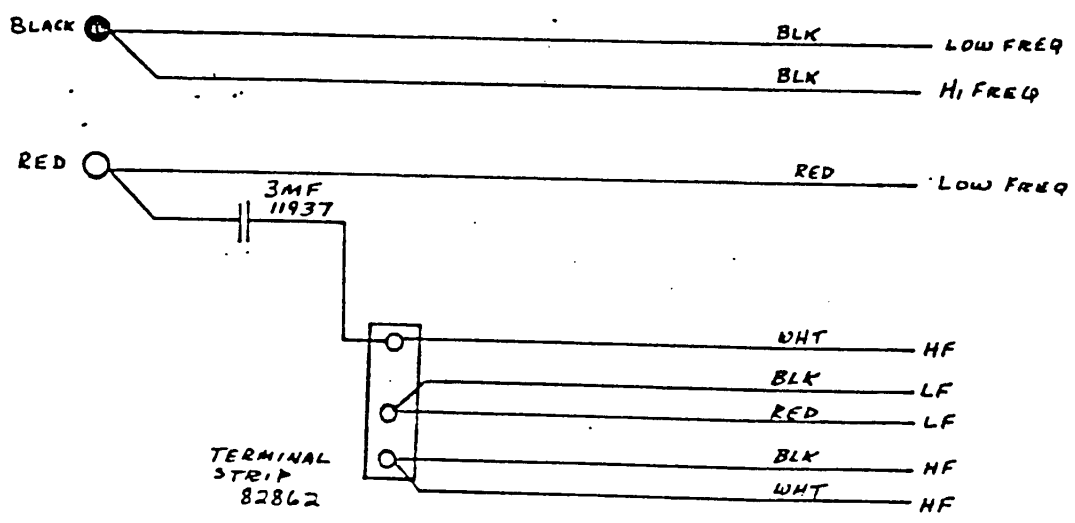 BLACK
BLK
LOW FREQ
BLK
HI FREQ
RED
RED
LOW FREQ
3MF
11937
WHT
HF
BLK
LF
RED
LF
TERMINAL
STRIP
82862
BLK
HF
WHT
HF